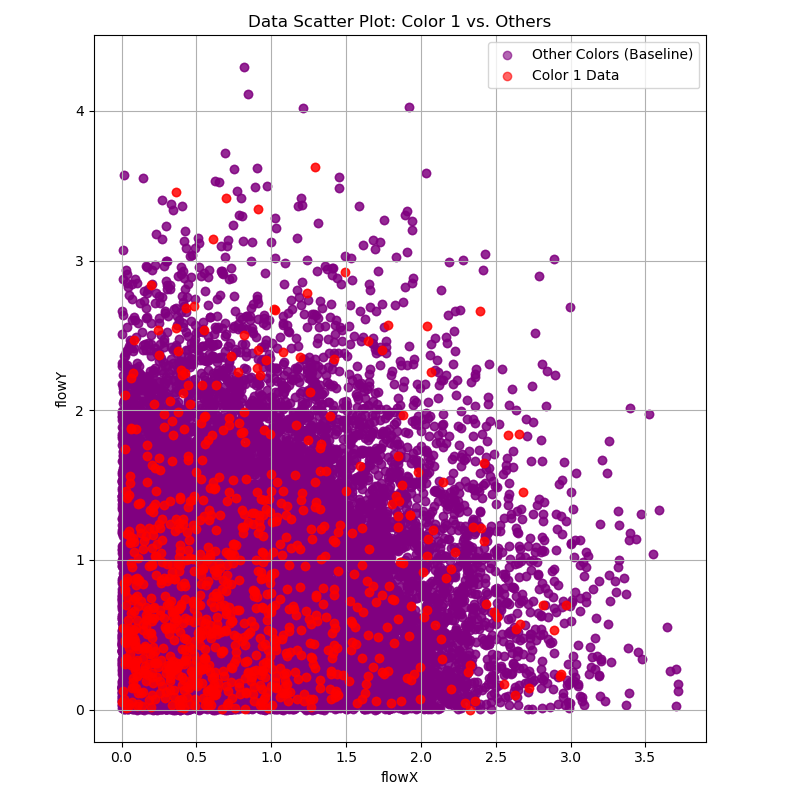 Data Scatter Plot: Color 1 vs. Others
Other Colors (Baseline)
Color 1 Data
flowY
4
3
2
1
0
0.0 0.5 1.0 1.5 2.0 2.5 3.0 3.5
flowX